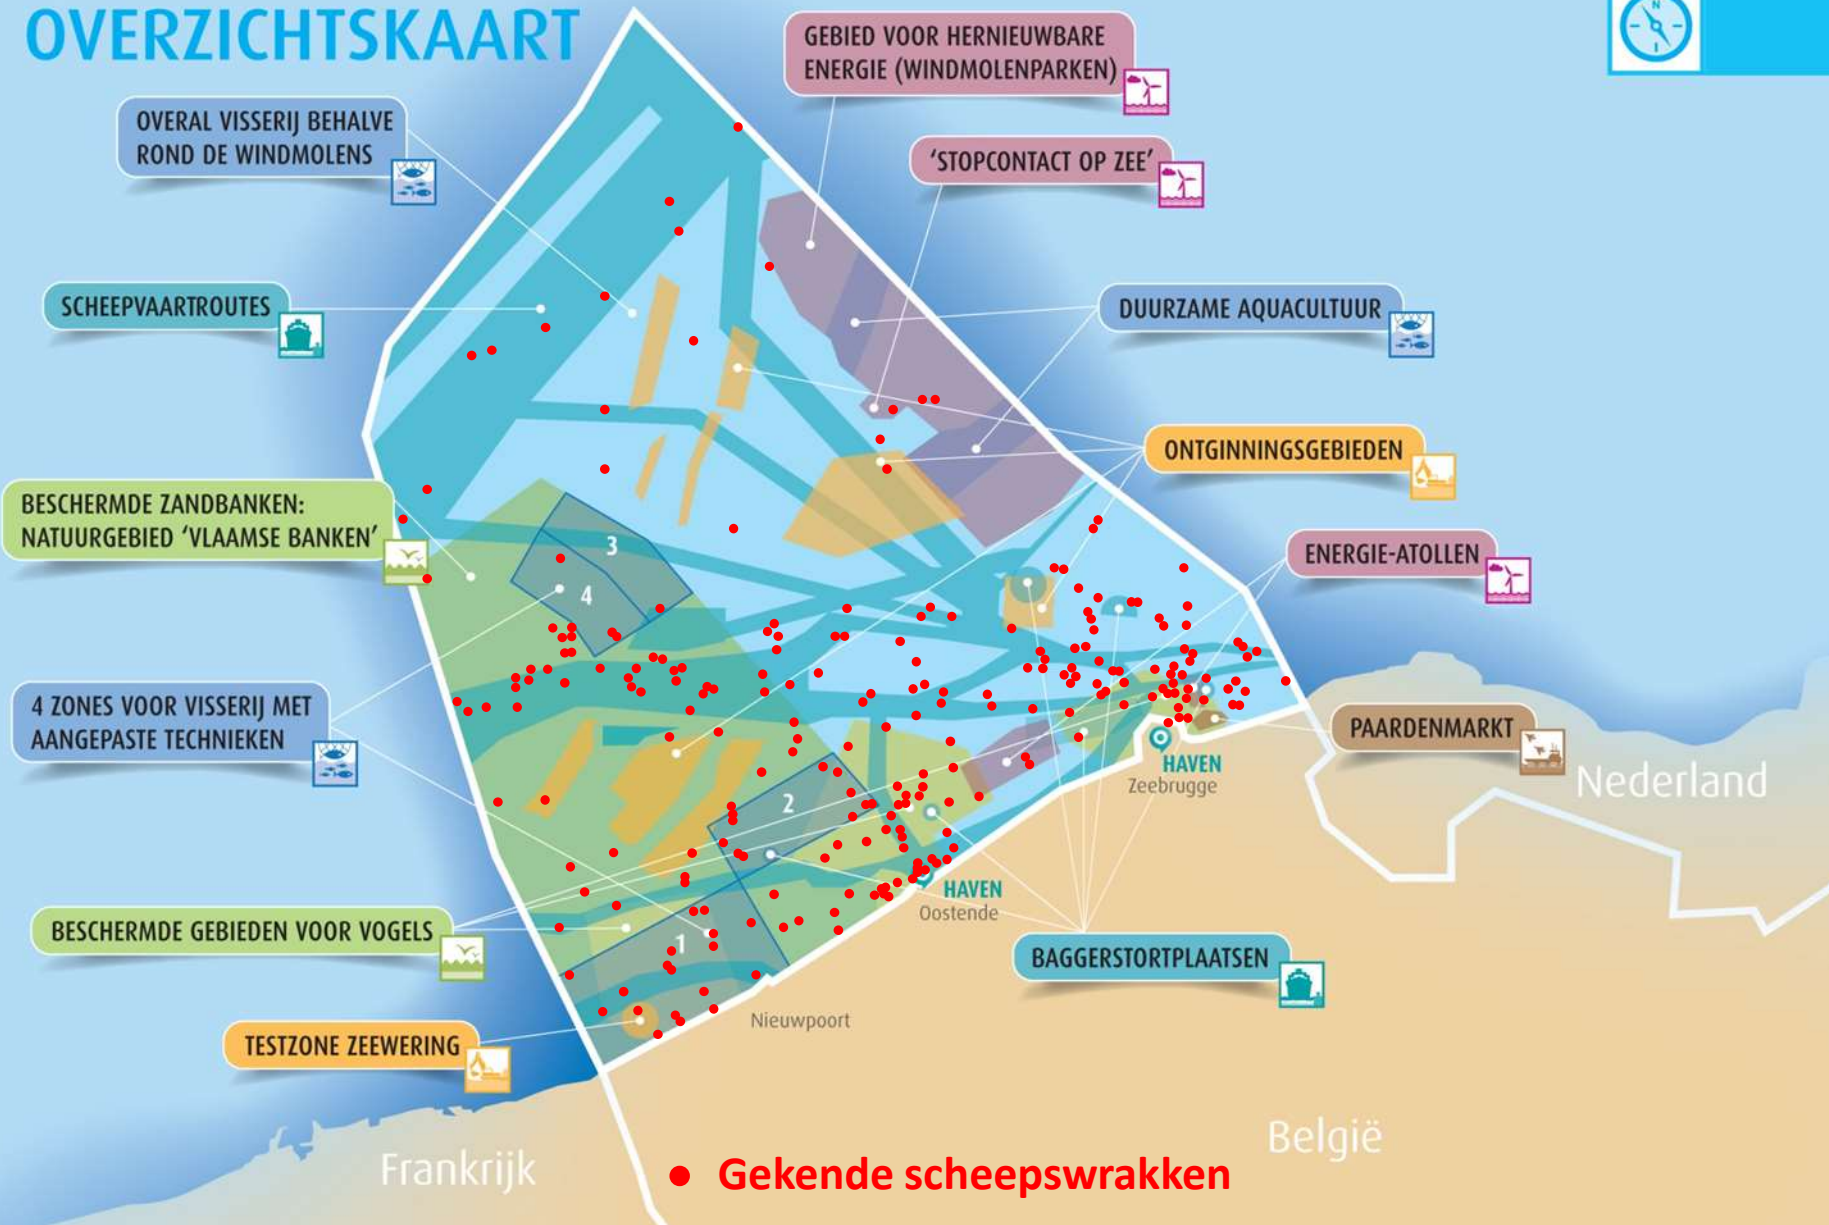 OVERZICHTSKAART
GEBIED VOOR HERNIEUWBARE
ENERGIE (WINDMOLENPARKEN)
N
OVERAL VISSERIJ BEHALVE
ROND DE WINDMOLENS
‘STOPCONTACT OP ZEE’
SCHEEPVAARTROUTES
DUURZAME AQUACULTUUR
ONTGINNINGSGEBIEDEN
BESCHERMDE ZANDBANKEN:
NATUURGEBIED ‘VLAAMSE BANKEN’
3
4
ENERGIE-ATOLLEN
4 ZONES VOOR VISSERIJ MET
AANGEPASTE TECHNIEKEN
PAARDENMARKT
HAVEN
Zeebrugge
Nederland
2
HAVEN
Oostende
BESCHERMDE GEBIEDEN VOOR VOGELS
1
BAGGERSTORTPLAATSEN
Nieuwpoort
TESTZONE ZEEWERING
België
Frankrijk
Gekende scheepswrakken